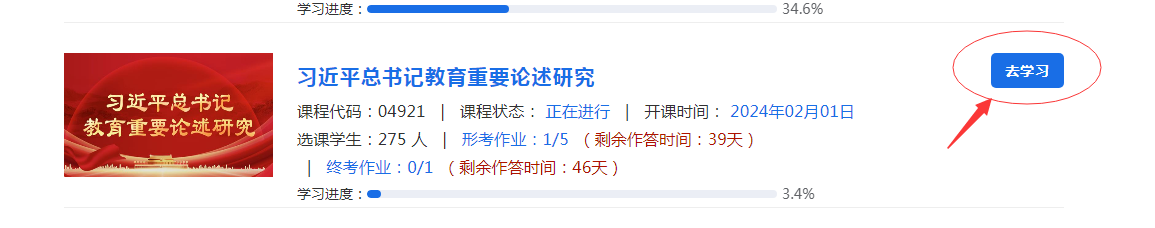 学习进度： 34.6%
习近平总书记
教育重要论述研究
习近平总书记教育重要论述研究
去学习
课程代码：04921 | 课程状态： 正在进行 | 开课时间： 2024年02月01日
选课学生：275 人 | 形考作业：1/5 （ 剩余作答时间：39天 ）
| 终考作业：0/1 （ 剩余作答时间：46天 ）
学习进度： 3.4%